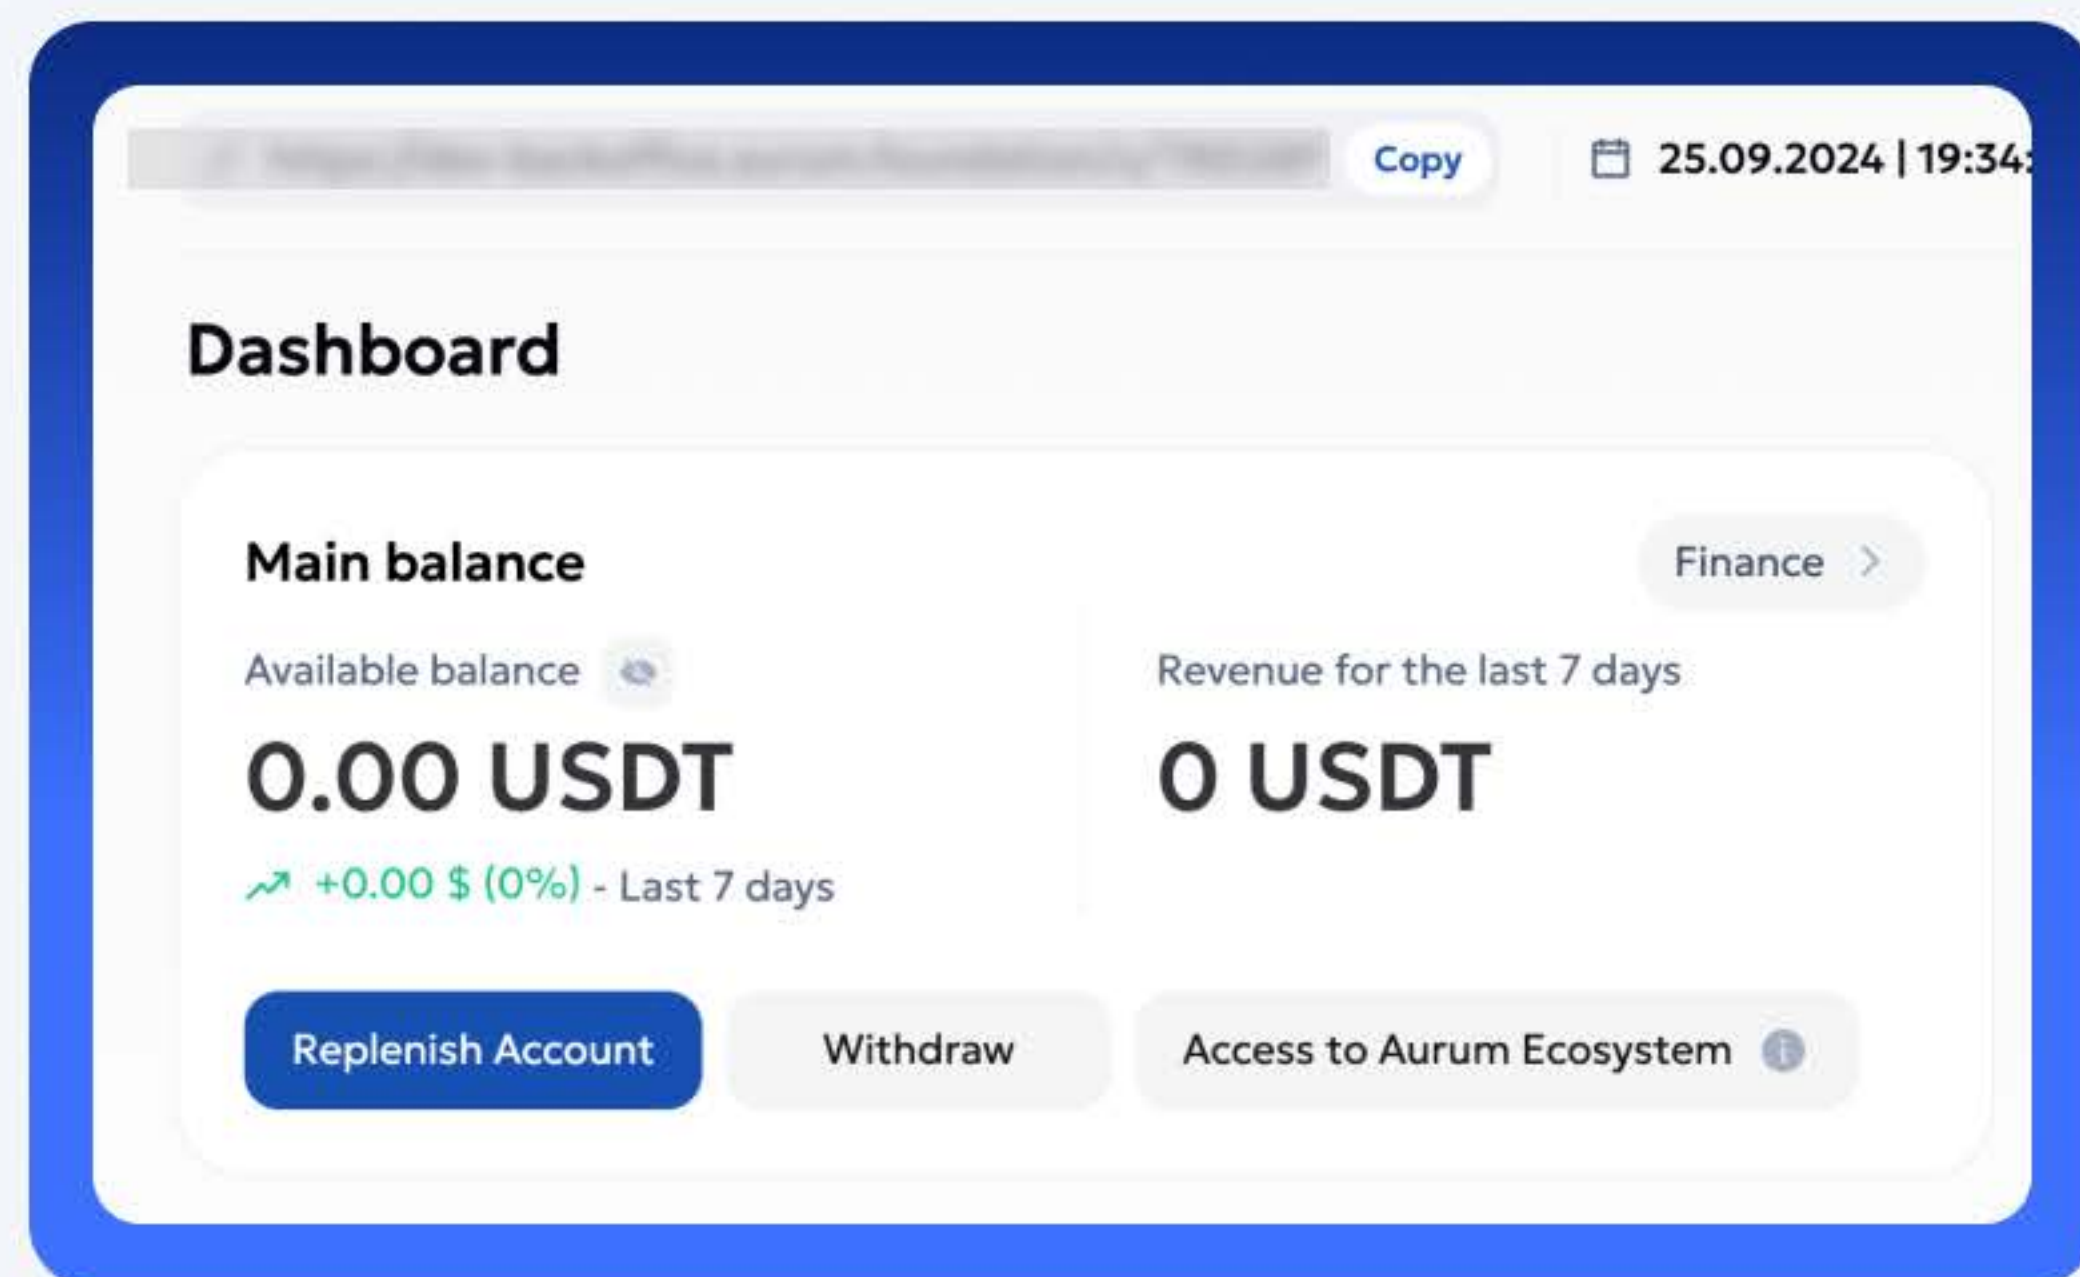 Copy
25.09.2024 | 19:34:
Dashboard
Main balance
Finance
Available balance
Revenue for the last 7 days
0.00 USDT
0 USDT
+0.00 $ (0%) - Last 7 days
Replenish Account
Withdraw
Access to Aurum Ecosystem